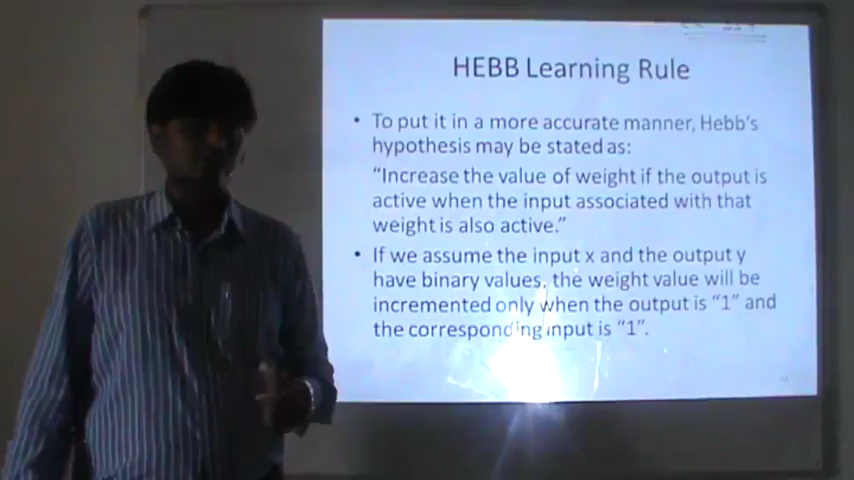 HEBB Learning Rule
• To put it in a more accurate manner, Hebb's
hypothesis may be stated as:
“Increase the value of weight if the output is
active when the input associated with that
weight is also active.”
• If we assume the input x and the output y
have binary values, the weight value will be
incremented only when the output is “1” and
the corresponding input is “1”.